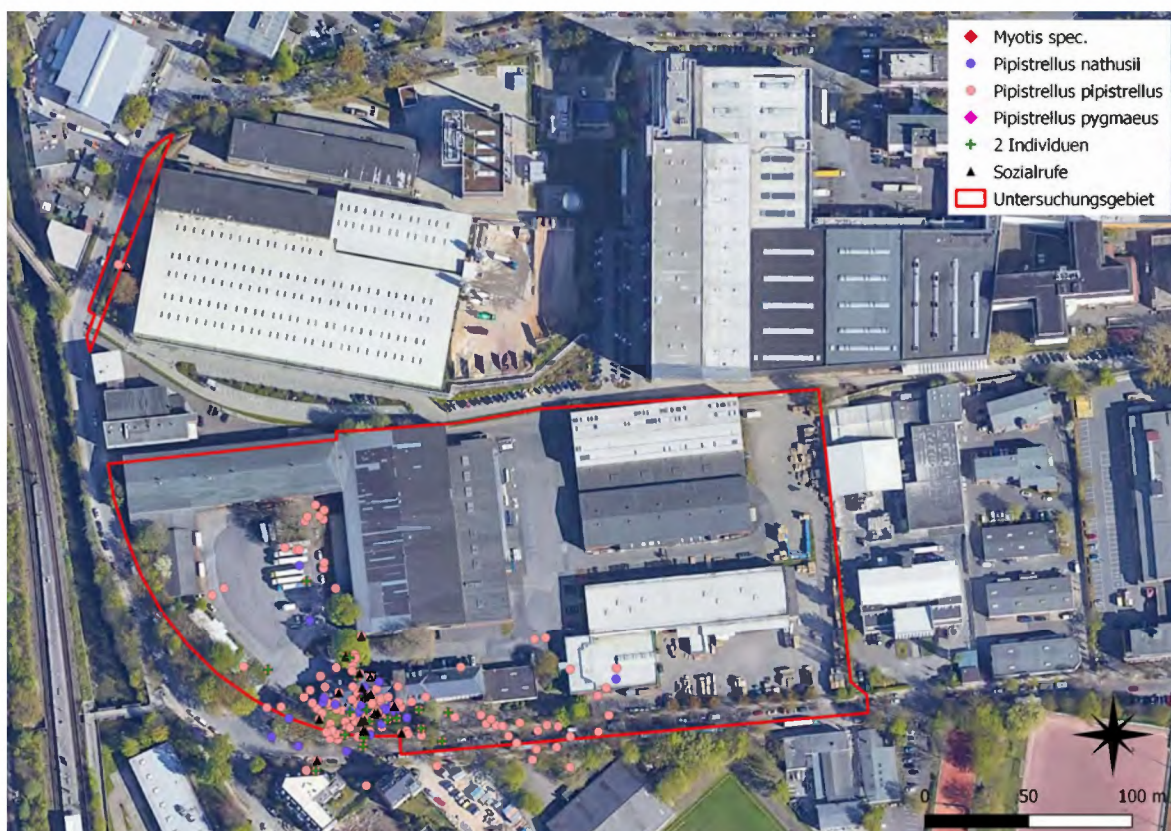 Myotis spec.
Pipistrellus nathusii
Pipistrellus pipistrellus
Pipistrellus pygmaeus
2 Individuen
Sozialrufe
Untersuchungsgebiet
0 50 100 m